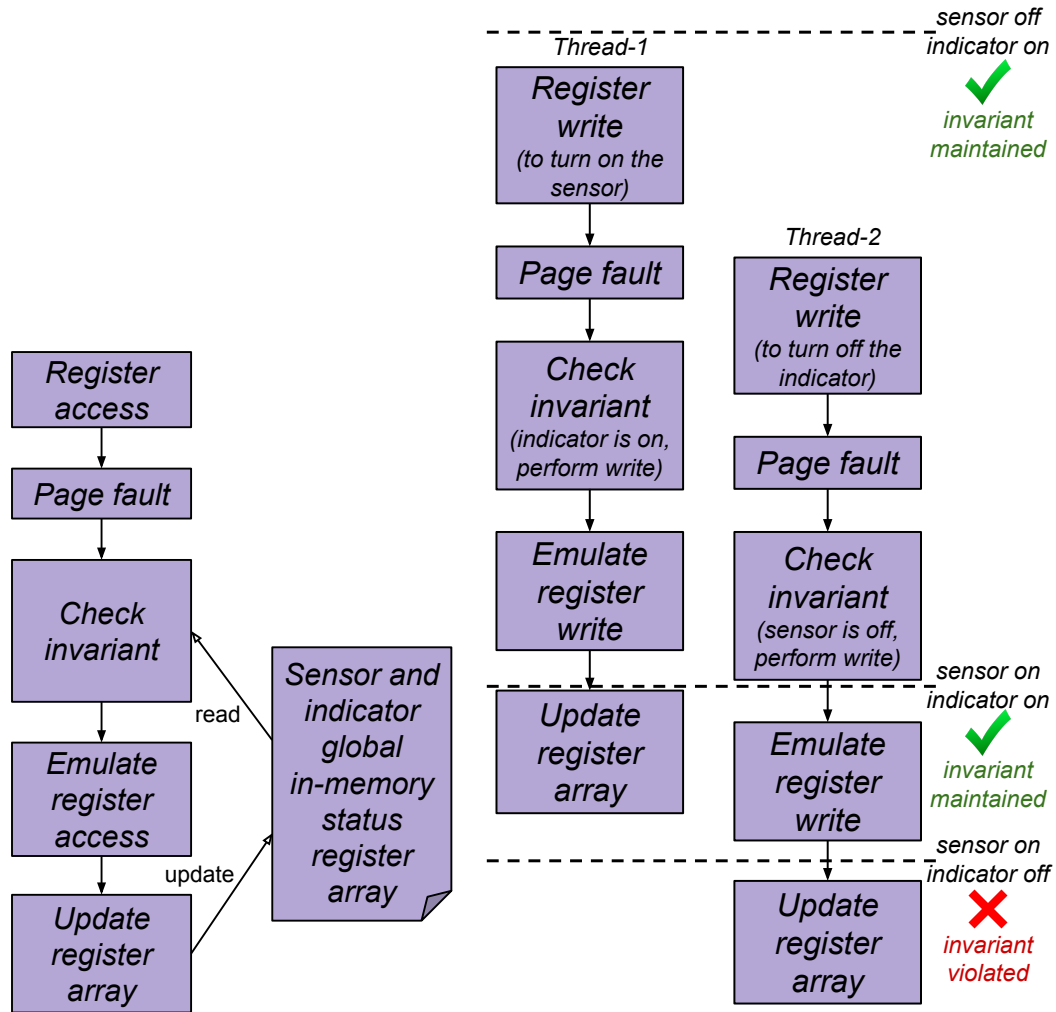 Register
access
Page fault
Check
invariant
Emulate
register
access
Update
register
array
read
update
Sensor and
indicator
global
in-memory
status
register
array
Thread-1
Register
write
(to turn on the
sensor)
Page fault
Check
invariant
(indicator is on,
perform write)
Emulate
register
write
Update
register
array
Thread-2
Register
write
(to turn off the
indicator)
Page fault
Check
invariant
(sensor is off,
perform write)
Emulate
register
write
Update
register
array
sensor off
indicator on
invariant
maintained
sensor on
indicator on
invariant
maintained
sensor on
indicator off
invariant
violated